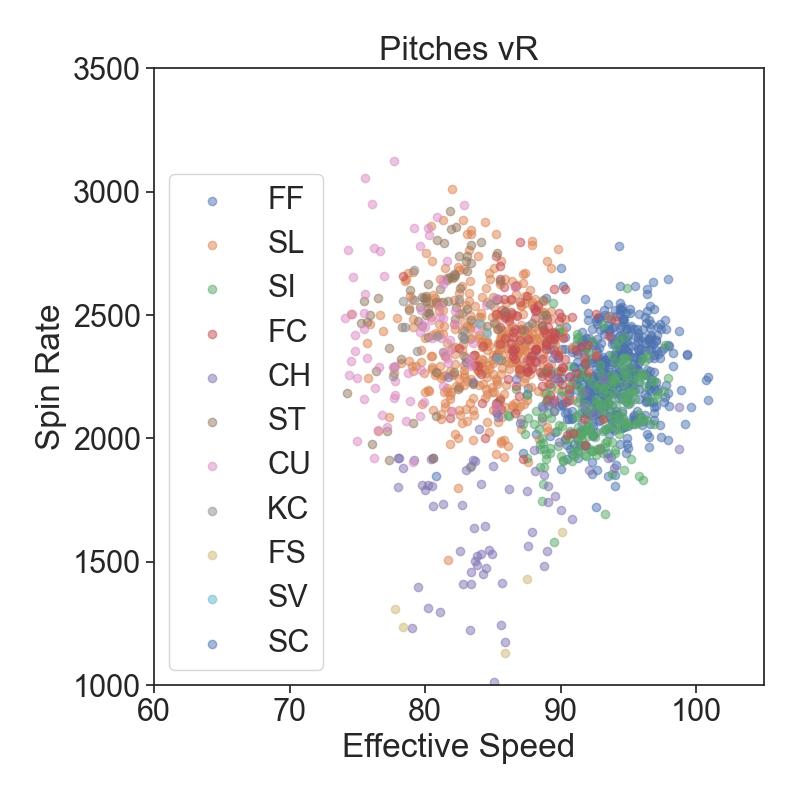 Pitches vR
3500
3000
2500
2000
1500
1000
Spin Rate
FF
SL
SI
FC
CH
ST
CU
KC
FS
SV
SC
60 70 80 90 100
Effective Speed